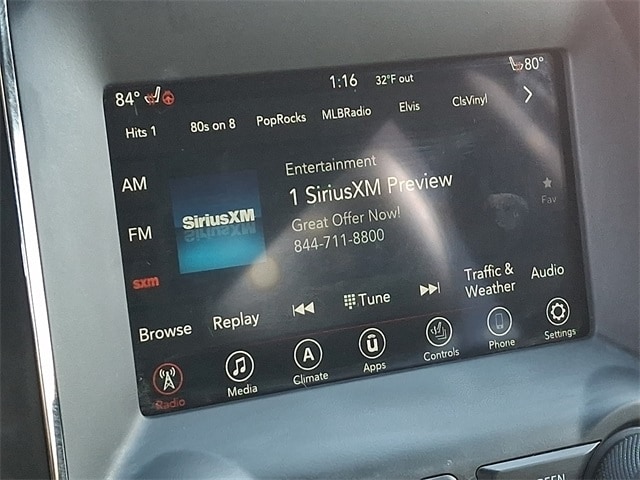 84° 1:16 32°F out 80°
Hits 1 80s on 8 PopRocks MLBRadio Elvis ClsVinyl
AM
FM
sxm
SiriusXM
Entertainment
1 SiriusXM Preview
Great Offer Now!
844-711-8800
Fav
Browse Replay Tune Traffic & Weather Audio
Radio Media A Climate Apps Controls Phone Settings